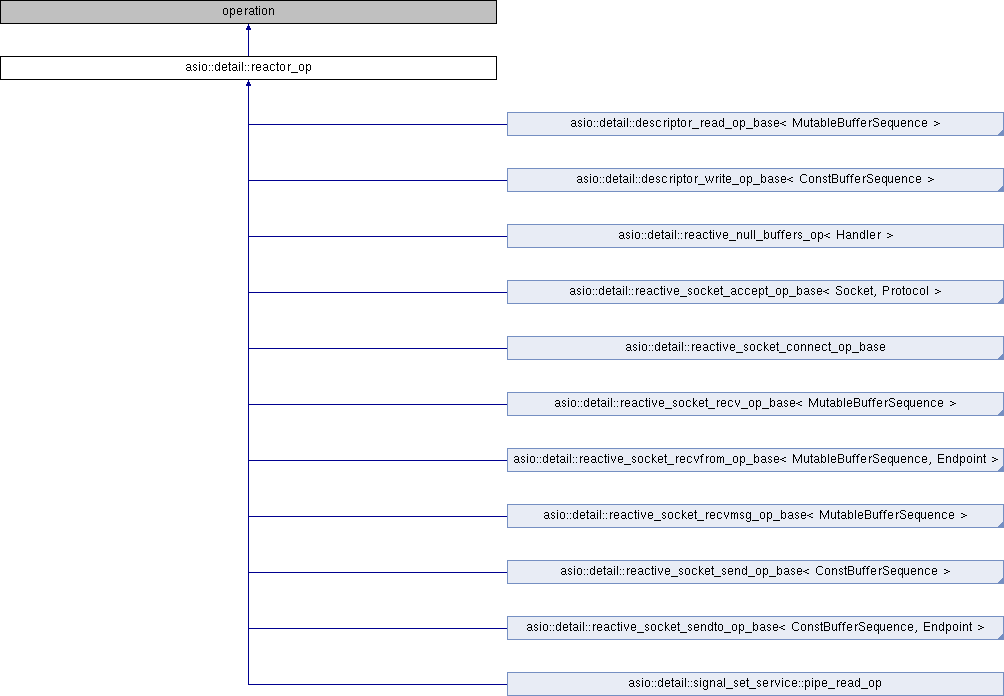 operation
asio::detail::reactor_op
asio::detail::descriptor_read_op_base< MutableBufferSequence >
asio::detail::descriptor_write_op_base< ConstBufferSequence >
asio::detail::reactive_null_buffers_op< Handler >
asio::detail::reactive_socket_accept_op_base< Socket, Protocol >
asio::detail::reactive_socket_connect_op_base
asio::detail::reactive_socket_recv_op_base< MutableBufferSequence >
asio::detail::reactive_socket_recvfrom_op_base< MutableBufferSequence, Endpoint >
asio::detail::reactive_socket_recvmsg_op_base< MutableBufferSequence >
asio::detail::reactive_socket_send_op_base< ConstBufferSequence >
asio::detail::reactive_socket_sendto_op_base< ConstBufferSequence, Endpoint >
asio::detail::signal_set_service::pipe_read_op